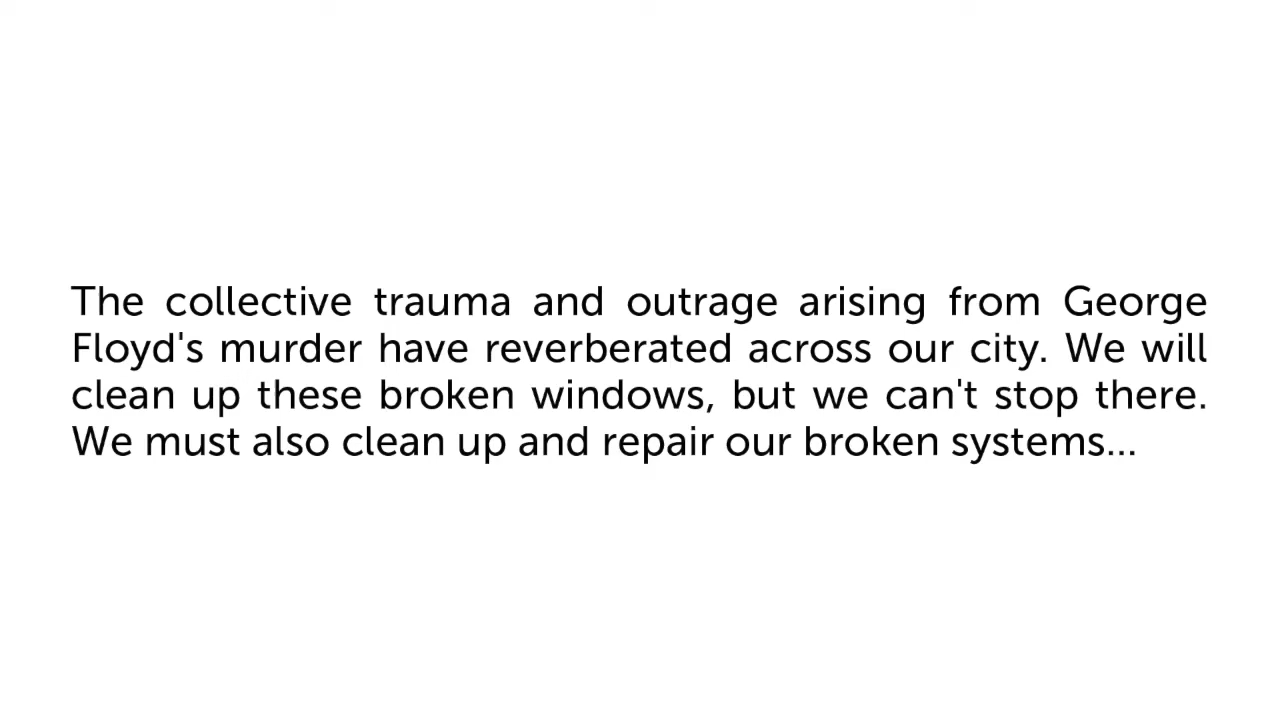 The collective trauma and outrage arising from George
Floyd's murder have reverberated across our city. We will
clean up these broken windows, but we can't stop there.
We must also clean up and repair our broken systems...